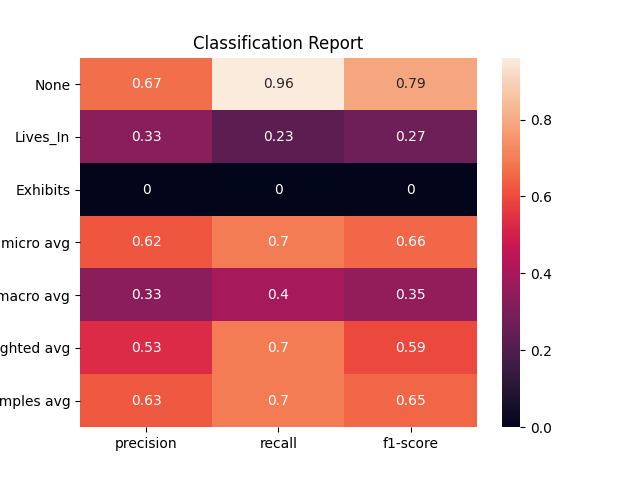 Classification Report
None 0.67 0.96 0.79
Lives_In 0.33 0.23 0.27
Exhibits 0 0 0
micro avg 0.62 0.7 0.66
macro avg 0.33 0.4 0.35
ghted avg 0.53 0.7 0.59
mples avg 0.63 0.7 0.65
precision recall f1-score
0.8
0.6
0.4
0.2
0.0